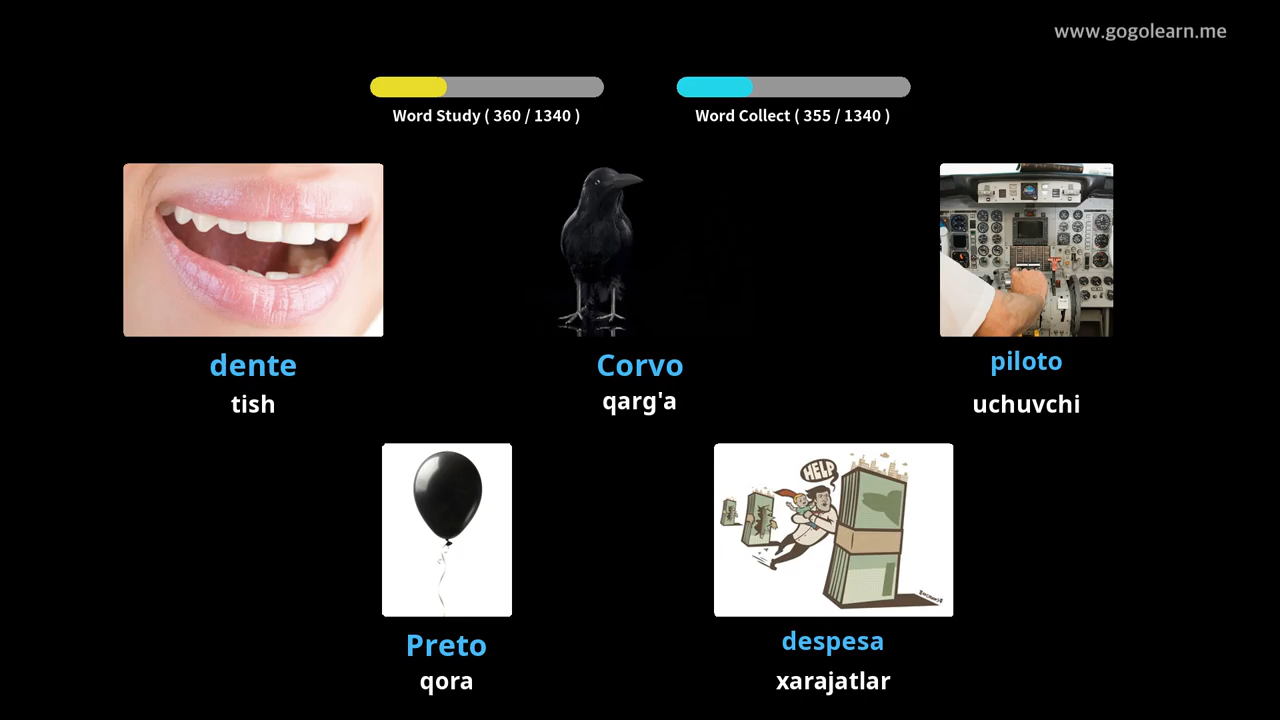 www.gogolearn.me
Word Study ( 360 / 1340 )
Word Collect ( 355 / 1340 )
dente
tish
Corvo
qarg'a
piloto
uchuvchi
HELP
Preto
qora
despesa
xarajatlar